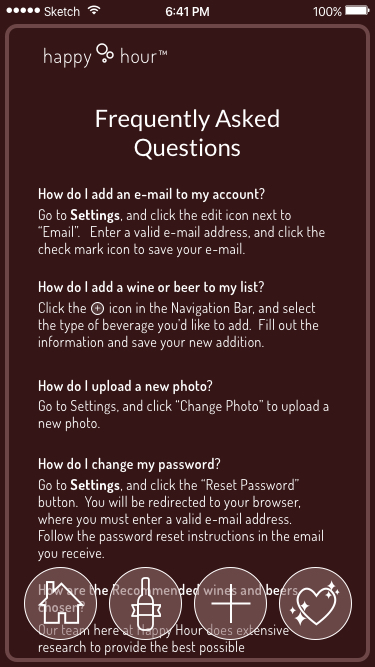 Sketch 6:41 PM 100%
happy hour™
Frequently Asked
Questions
How do I add an e-mail to my account?
Go to Settings, and click the edit icon next to
“Email”. Enter a valid e-mail address, and click the
check mark icon to save your e-mail.
How do I add a wine or beer to my list?
Click the icon in the Navigation Bar, and select
the type of beverage you’d like to add. Fill out the
information and save your new addition.
How do I upload a new photo?
Go to Settings, and click “Change Photo” to upload a
new photo.
How do I change my password?
Go to Settings, and click the “Reset Password”
button. You will be redirected to your browser,
where you must enter a valid e-mail address.
Follow the password reset instructions in the email
you receive.
How are the Recommended wines and beers
chosen?
Our team here at Happy Hour does extensive
research to provide the best possible